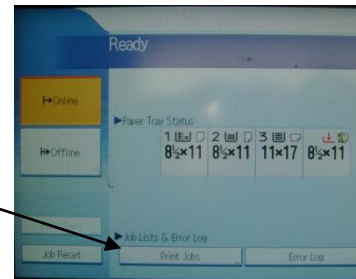 Ready
Online
Offline
▶Paper Tray Status
1 2 3
8½×11 8½×11 11×17 8½×11
▶Job Lists & Error Log
Job Reset Print Jobs Error Log